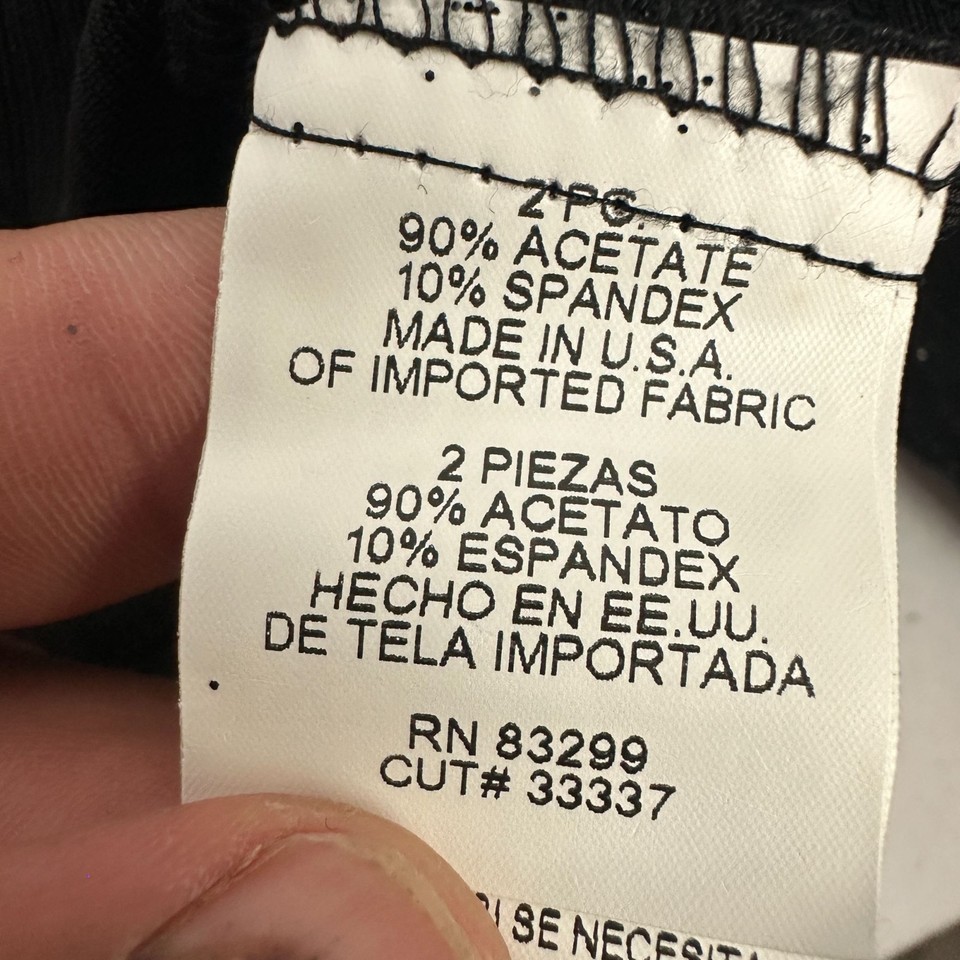 2 PC.
90% ACETATE
10% SPANDEX
MADE IN U.S.A.
OF IMPORTED FABRIC
2 PIEZAS
90% ACETATO
10% ESPANDEX
HECHO EN EE.UU.
DE TELA IMPORTADA
RN 83299
CUT# 33337
SE NECESITA